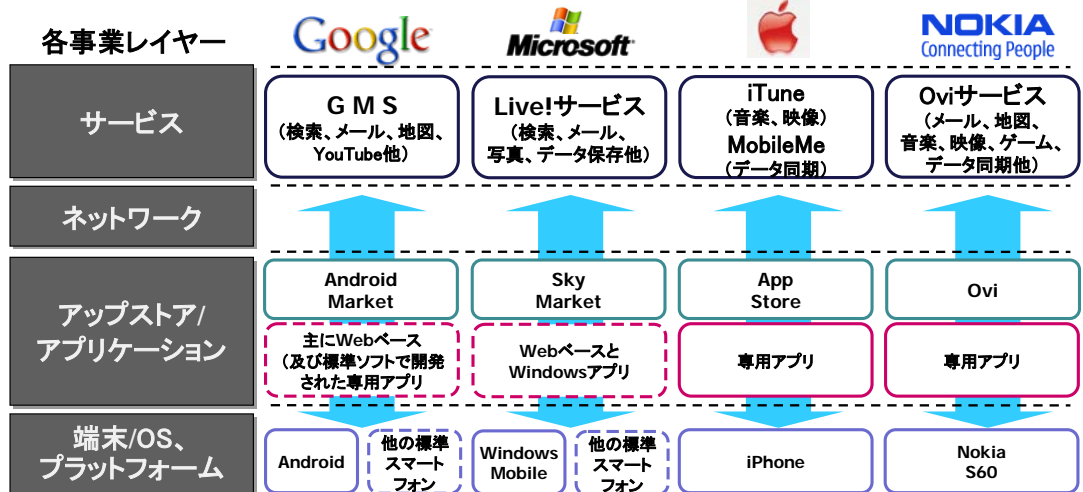 各事業レイヤー
Google
Microsoft
NOKIA
Connecting People
サービス
G M S
(検索、メール、地図、
YouTube他)
Live!サービス
(検索、メール、
写真、データ保存他)
iTune
(音楽、映像)
MobileMe
(データ同期)
Oviサービス
(メール、地図、
音楽、映像、ゲーム、
データ同期他)
ネットワーク
アップストア/
アプリケーション
Android
Market
Sky
Market
App
Store
Ovi
主にWebベース
(及び標準ソフトで開発
された専用アプリ
Webベースと
Windowsアプリ
専用アプリ
専用アプリ
端末/OS、
プラットフォーム
Android
他の標準
スマート
フォン
Windows
Mobile
他の標準
スマート
フォン
iPhone
Nokia
S60